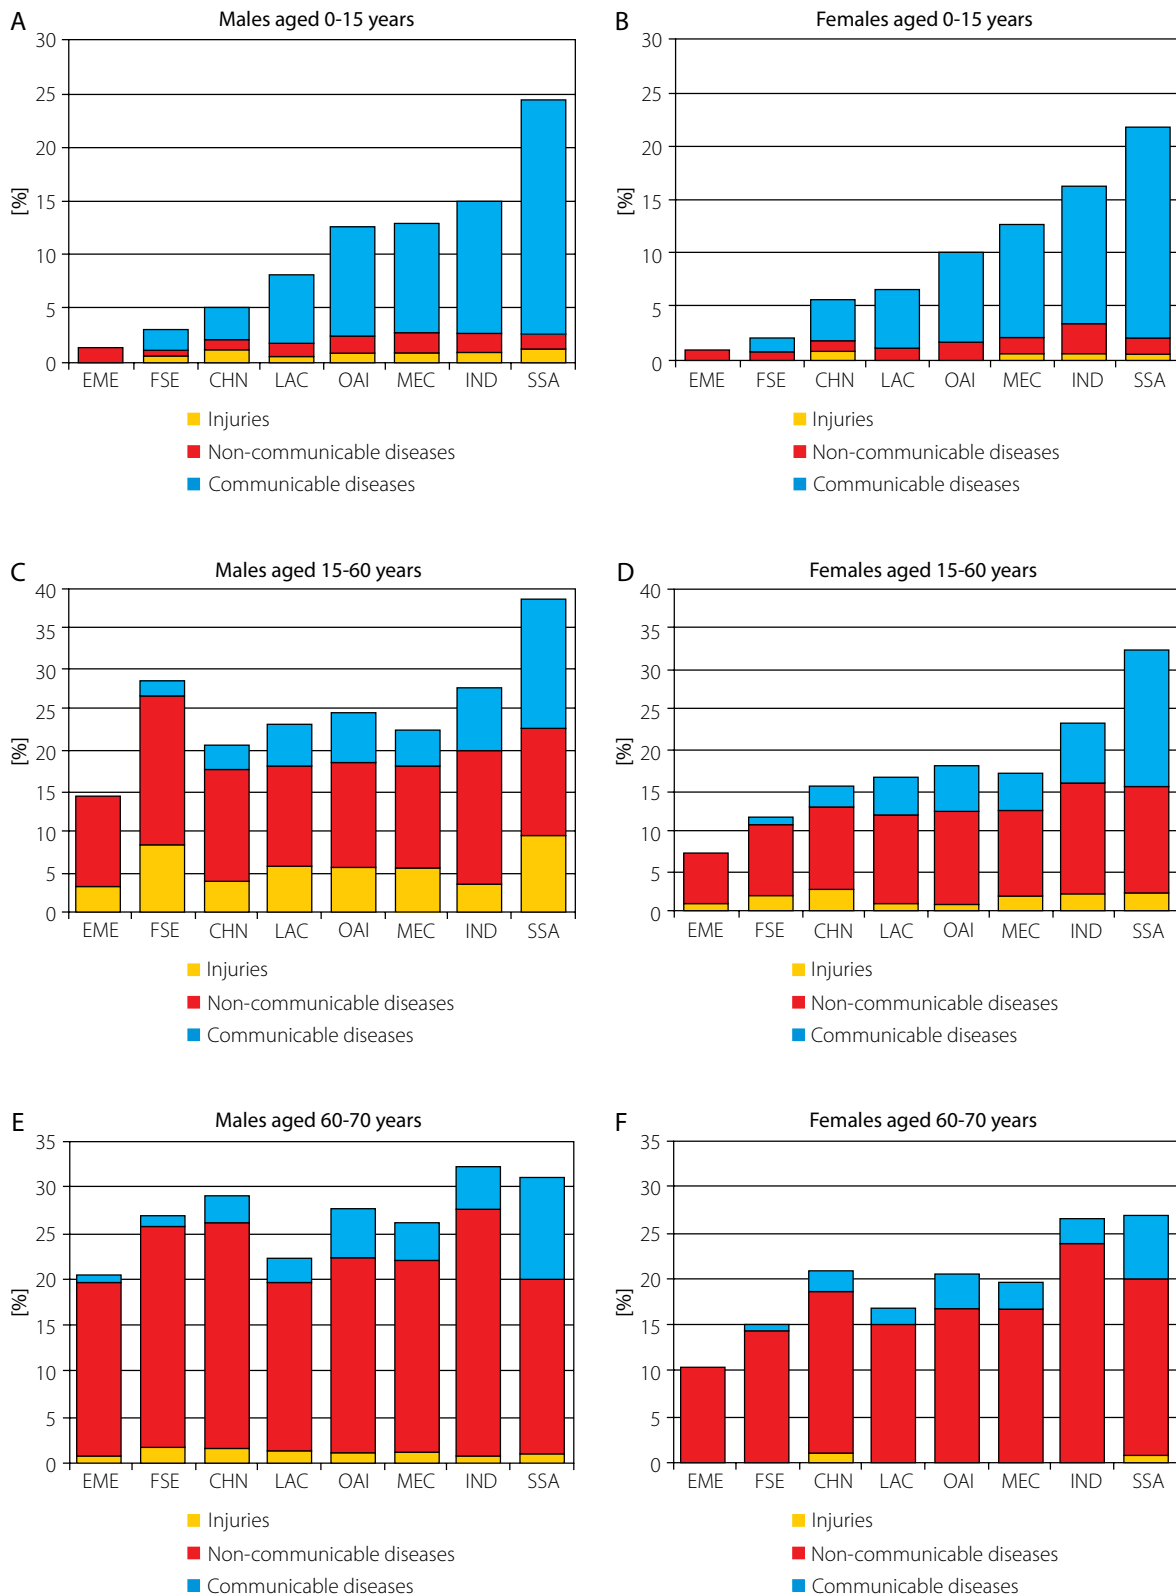 A
Males aged 0-15 years
30
25
20
15
10
5
0
[%]
EME FSE CHN LAC OAI MEC IND SSA
Injuries
Non-communicable diseases
Communicable diseases
B
Females aged 0-15 years
30
25
20
15
10
5
0
[%]
EME FSE CHN LAC OAI MEC IND SSA
Injuries
Non-communicable diseases
Communicable diseases
C
Males aged 15-60 years
40
35
30
25
20
15
10
5
0
[%]
EME FSE CHN LAC OAI MEC IND SSA
Injuries
Non-communicable diseases
Communicable diseases
D
Females aged 15-60 years
40
35
30
25
20
15
10
5
0
[%]
EME FSE CHN LAC OAI MEC IND SSA
Injuries
Non-communicable diseases
Communicable diseases
E
Males aged 60-70 years
35
30
25
20
15
10
5
0
[%]
EME FSE CHN LAC OAI MEC IND SSA
Injuries
Non-communicable diseases
Communicable diseases
F
Females aged 60-70 years
35
30
25
20
15
10
5
0
[%]
EME FSE CHN LAC OAI MEC IND SSA
Injuries
Non-communicable diseases
Communicable diseases